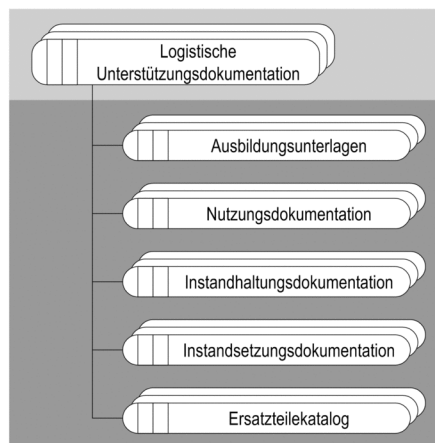 Logistische
Unterstützungsdokumentation
Ausbildungsunterlagen
Nutzungsdokumentation
Instandhaltungsdokumentation
Instandsetzungsdokumentation
Ersatzteilekatalog